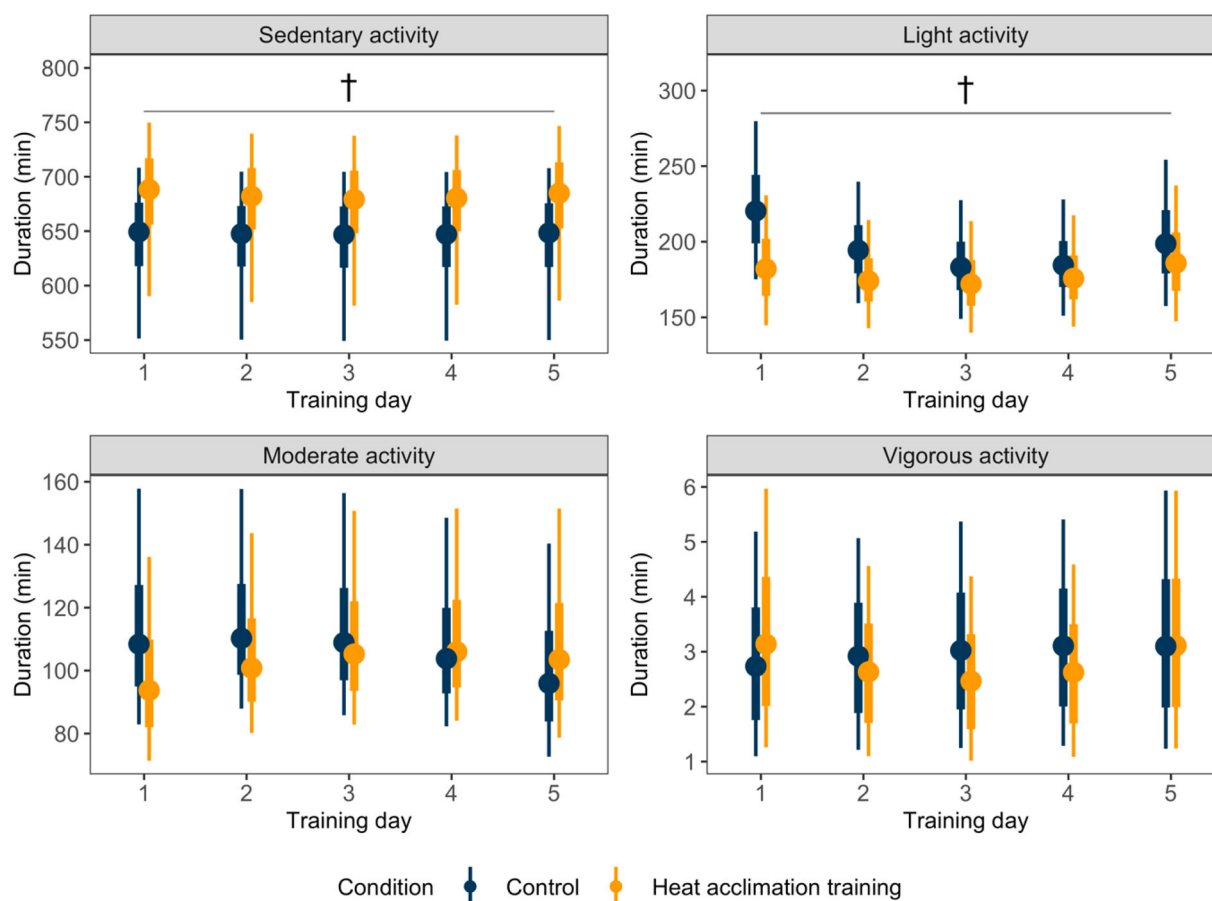 Sedentary activity
†
800
750
700
650
600
550
Duration (min)
1 2 3 4 5
Training day
Light activity
†
300
250
200
150
Duration (min)
1 2 3 4 5
Training day
Moderate activity
160
140
120
100
80
Duration (min)
1 2 3 4 5
Training day
Vigorous activity
6
5
4
3
2
1
Duration (min)
1 2 3 4 5
Training day
Condition Control Heat acclimation training